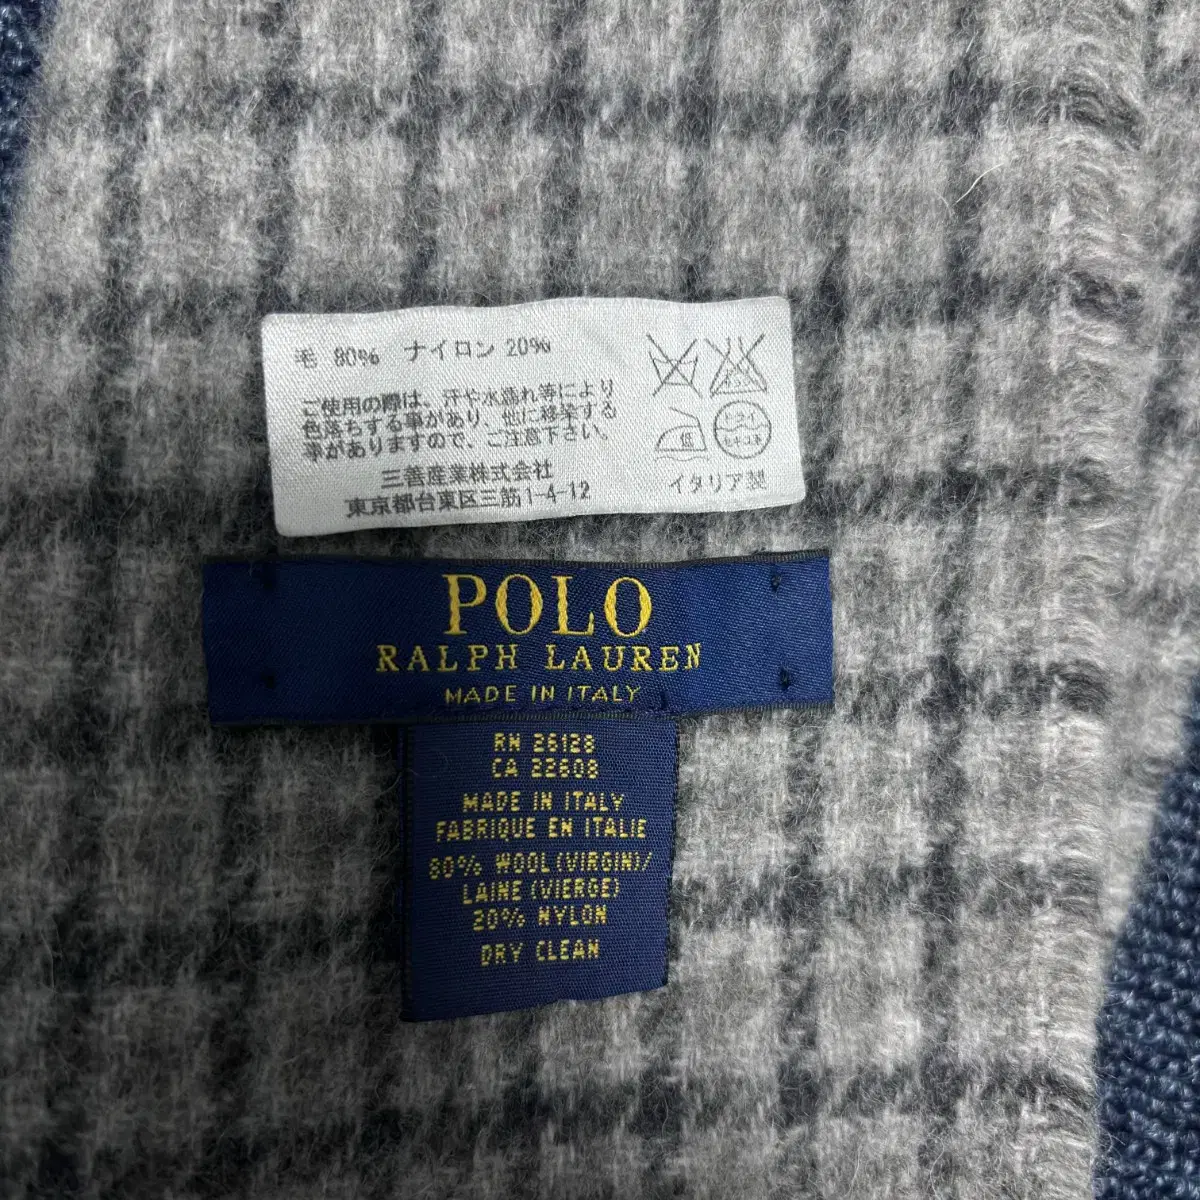 毛 80% ナイロン 20%
ご使用の際は、汗や水濡れ等により
色落ちする事があり、他に移染する
事がありますので、ご注意下さい。
三善産業株式会社
東京都台東区三筋1-4-12
低
イタリア製
POLO
RALPH LAUREN
MADE IN ITALY
RN 26128
CA 22608
MADE IN ITALY
FABRIQUE EN ITALIE
80% WOOL (VIRGIN)/
LAINE (VIERGE)
20% NYLON
DRY CLEAN